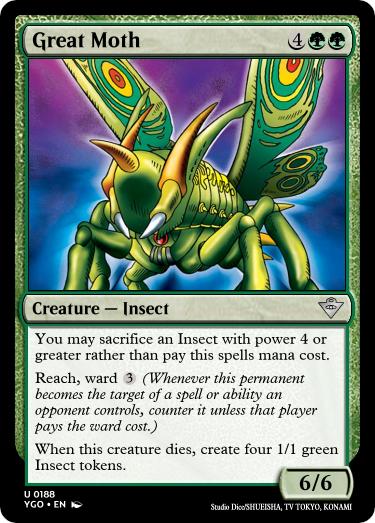 Great Moth 4
Creature — Insect
You may sacrifice an Insect with power 4 or
greater rather than pay this spells mana cost.
Reach, ward 3 (Whenever this permanent
becomes the target of a spell or ability an
opponent controls, counter it unless that player
pays the ward cost.)
When this creature dies, create four 1/1 green
Insect tokens.
6/6
U 0188
YGO • EN
Studio Dice/SHUEISHA, TV TOKYO, KONAMI